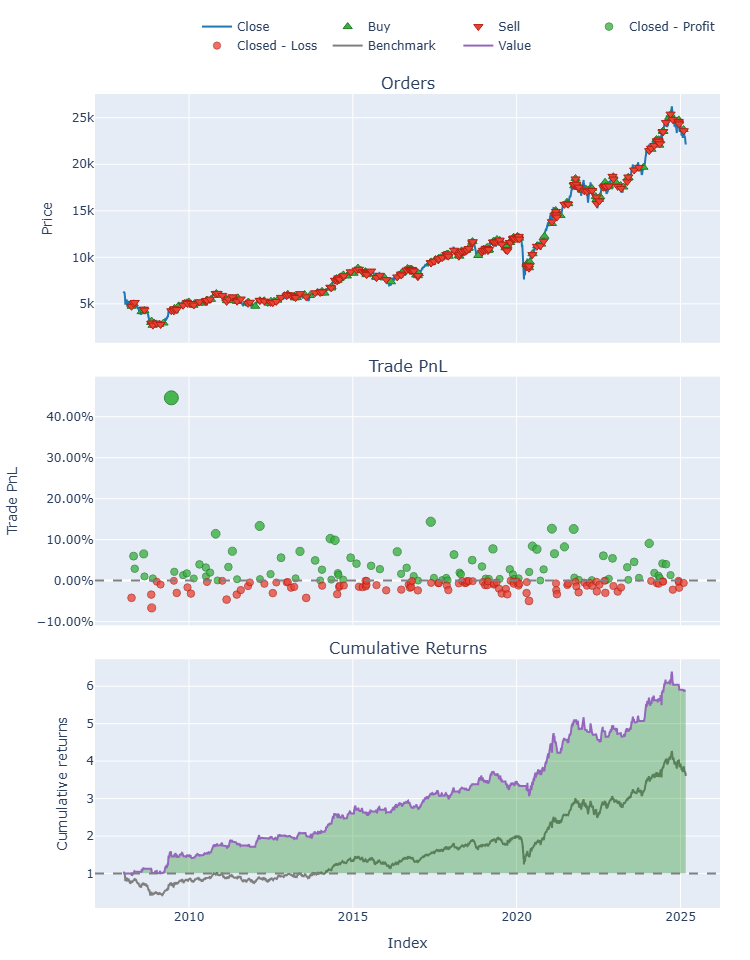 Close Buy Sell Closed - Profit
Closed - Loss Benchmark Value
Orders
25k
20k
15k
10k
5k
Price
Trade PnL
40.00%
30.00%
20.00%
10.00%
0.00%
−10.00%
Trade PnL
Cumulative Returns
6
5
4
3
2
1
Cumulative returns
2010 2015 2020 2025
Index